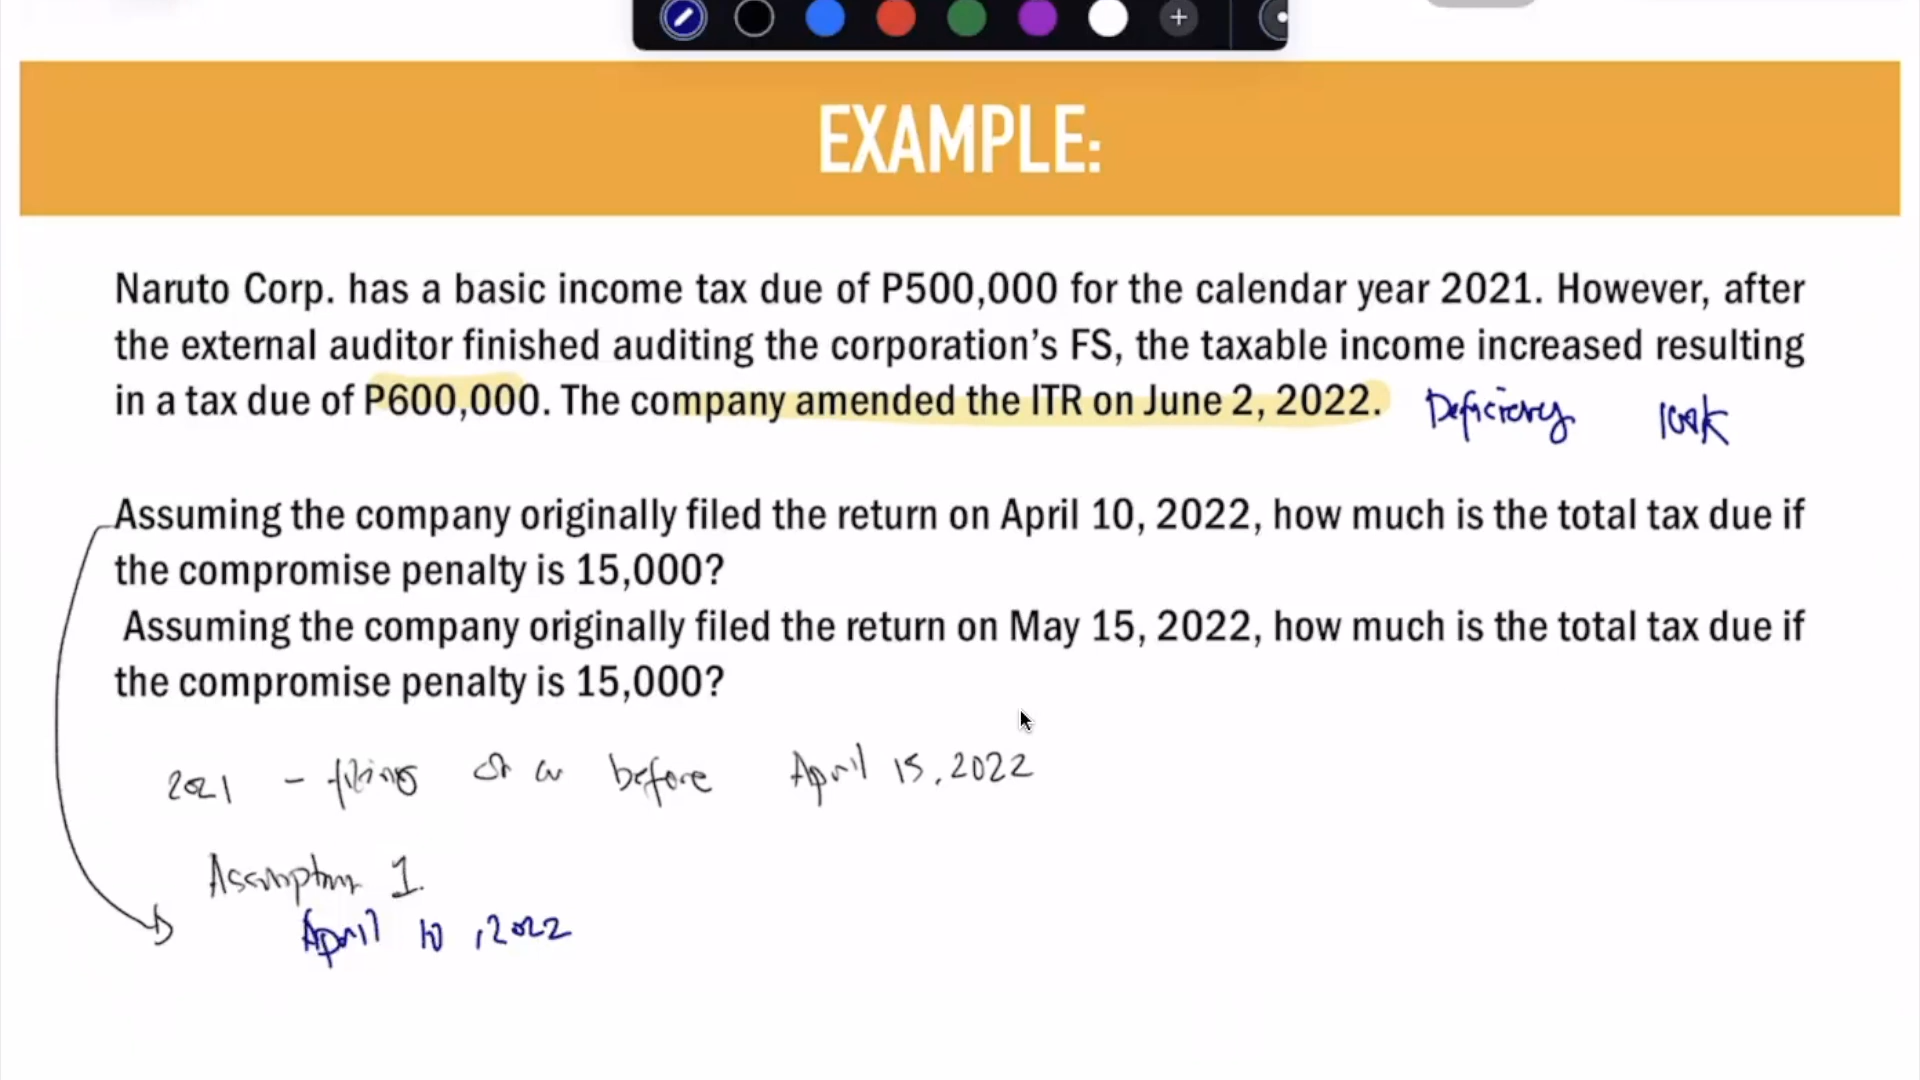 EXAMPLE:
Naruto Corp. has a basic income tax due of P500,000 for the calendar year 2021. However, after
the external auditor finished auditing the corporation’s FS, the taxable income increased resulting
in a tax due of P600,000. The company amended the ITR on June 2, 2022. Deficiency 100k
Assuming the company originally filed the return on April 10, 2022, how much is the total tax due if
the compromise penalty is 15,000?
Assuming the company originally filed the return on May 15, 2022, how much is the total tax due if
the compromise penalty is 15,000?
2021 - filing or before April 15, 2022
Assumption 1
April 10, 2022